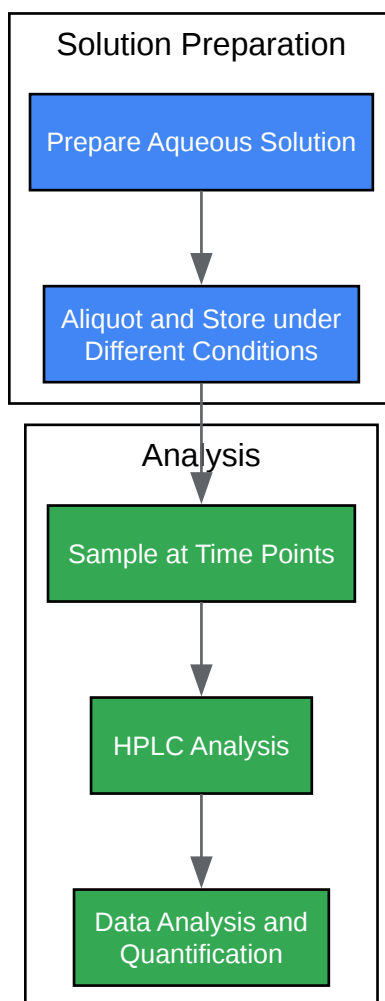 Solution Preparation
Prepare Aqueous Solution
Aliquot and Store under
Different Conditions
Analysis
Sample at Time Points
HPLC Analysis
Data Analysis and
Quantification